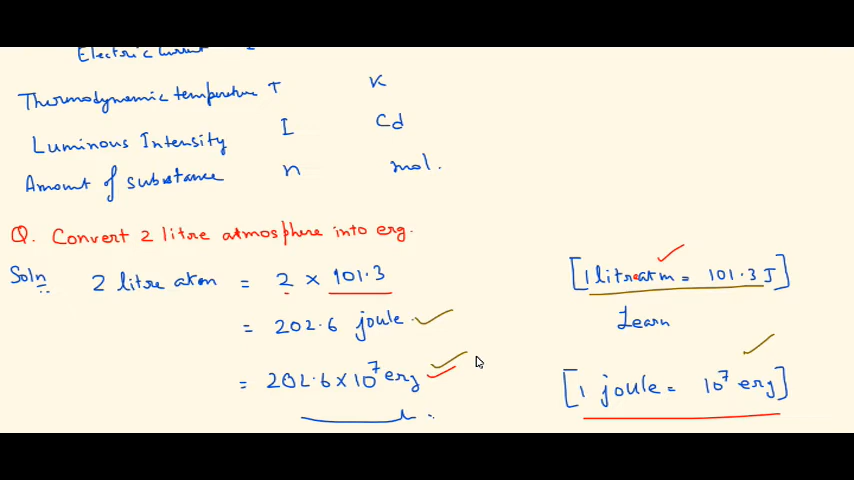 Electric current
Thermodynamic temperature T K
Luminous Intensity I Cd
Amount of substance n mol.
Q. Convert 2 litre atmosphere into erg.
Soln 2 litre atm = 2 × 101.3
[1 litre atm = 101.3 J]
= 202.6 joule
Learn
= 202.6 × 10⁷ erg
[1 joule = 10⁷ erg]